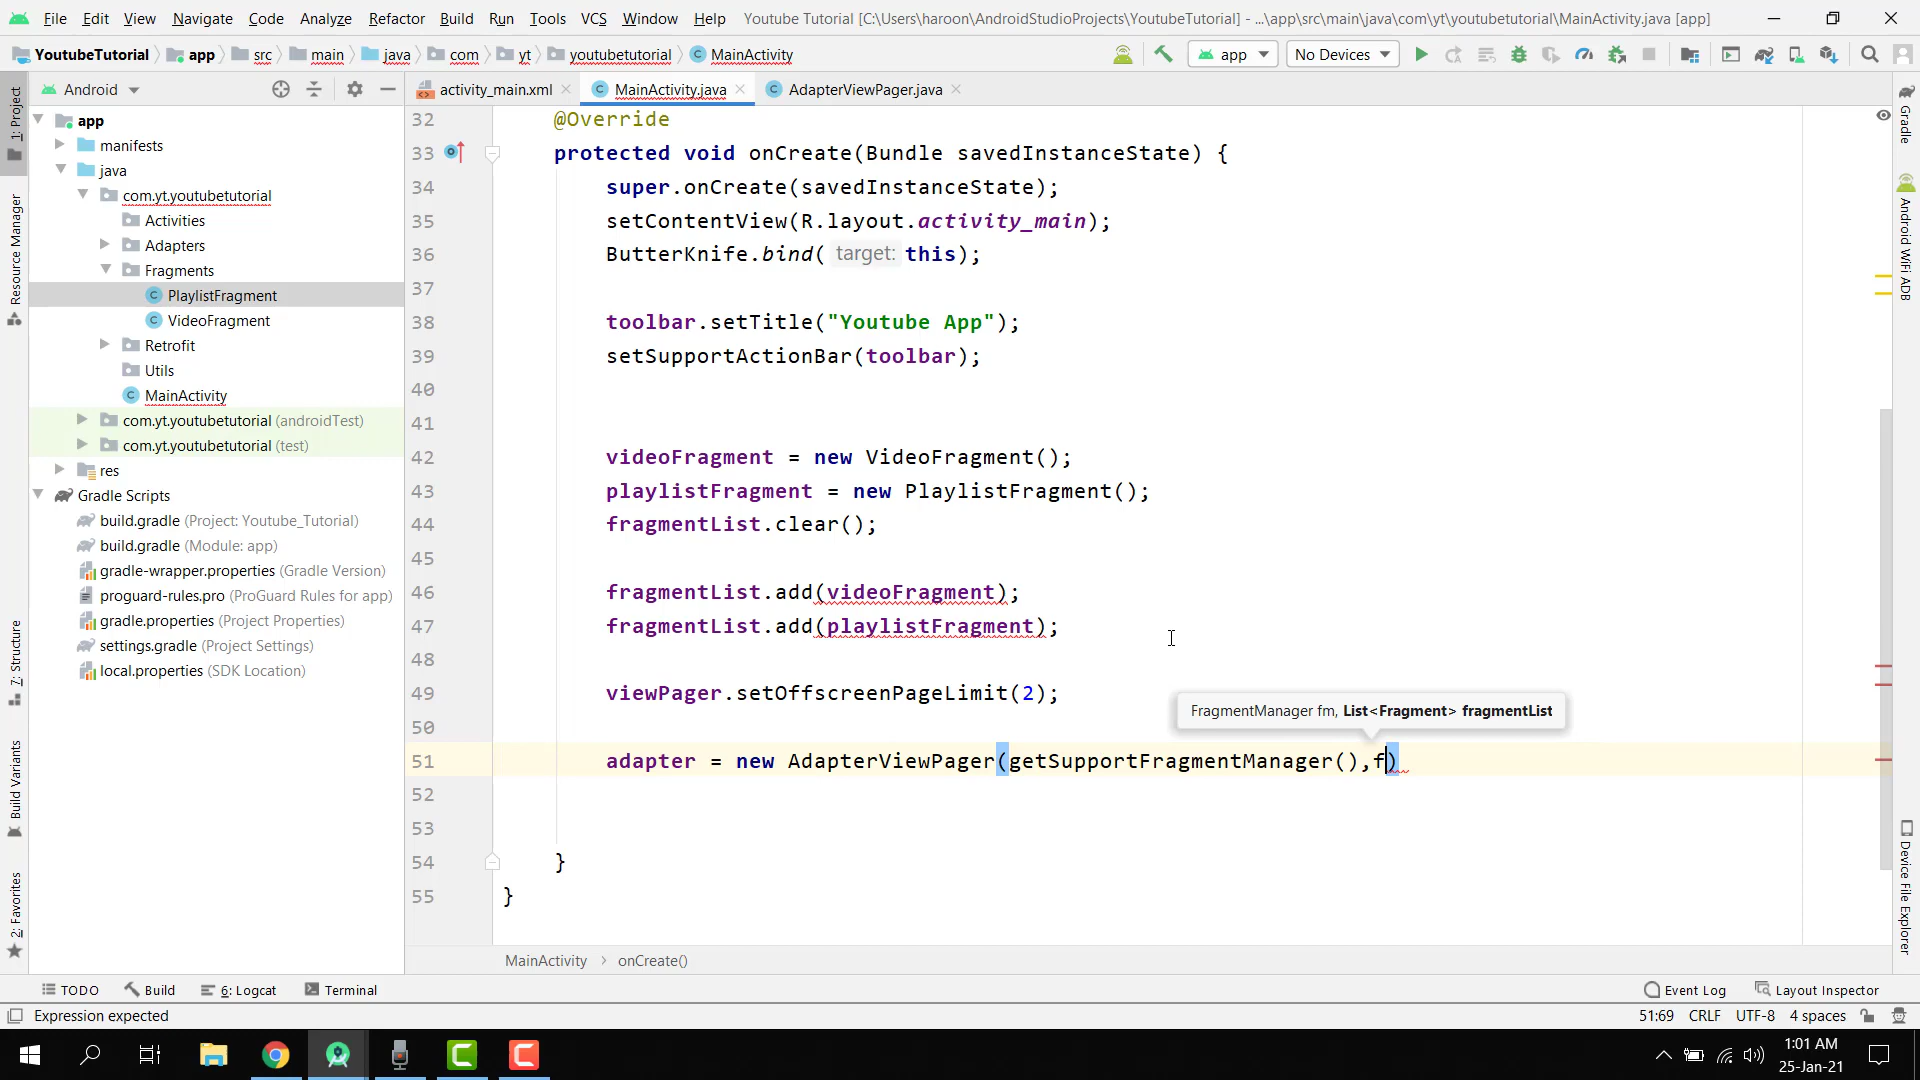 File Edit View Navigate Code Analyze Refactor Build Run Tools VCS Window Help Youtube Tutorial [C:\Users\haroon\AndroidStudioProjects\YoutubeTutorial] - ...\app\src\main\java\com\yt\youtubetutorial\MainActivity.java [app]
YoutubeTutorial app src main java com yt youtubetutorial MainActivity app No Devices
Android
activity_main.xml MainActivity.java AdapterViewPager.java
1: Project
Resource Manager
7: Structure
Build Variants
2: Favorites
app
manifests
java
com.yt.youtubetutorial
Activities
Adapters
Fragments
PlaylistFragment
VideoFragment
Retrofit
Utils
MainActivity
com.yt.youtubetutorial (androidTest)
com.yt.youtubetutorial (test)
res
Gradle Scripts
build.gradle (Project: Youtube_Tutorial)
build.gradle (Module: app)
gradle-wrapper.properties (Gradle Version)
proguard-rules.pro (ProGuard Rules for app)
gradle.properties (Project Properties)
settings.gradle (Project Settings)
local.properties (SDK Location)
32 @Override
33 protected void onCreate(Bundle savedInstanceState) {
34 super.onCreate(savedInstanceState);
35 setContentView(R.layout.activity_main);
36 ButterKnife.bind( target: this);
37
38 toolbar.setTitle("Youtube App");
39 setSupportActionBar(toolbar);
40
41
42 videoFragment = new VideoFragment();
43 playlistFragment = new PlaylistFragment();
44 fragmentList.clear();
45
46 fragmentList.add(videoFragment);
47 fragmentList.add(playlistFragment);
48
49 viewPager.setOffscreenPageLimit(2);
FragmentManager fm, List<Fragment> fragmentList
50
51 adapter = new AdapterViewPager(getSupportFragmentManager(),f)
52
53
54 }
55 }
Gradle
Android WiFi ADB
Device File Explorer
MainActivity onCreate()
TODO Build 6: Logcat Terminal Event Log Layout Inspector
Expression expected 51:69 CRLF UTF-8 4 spaces
1:01 AM
25-Jan-21